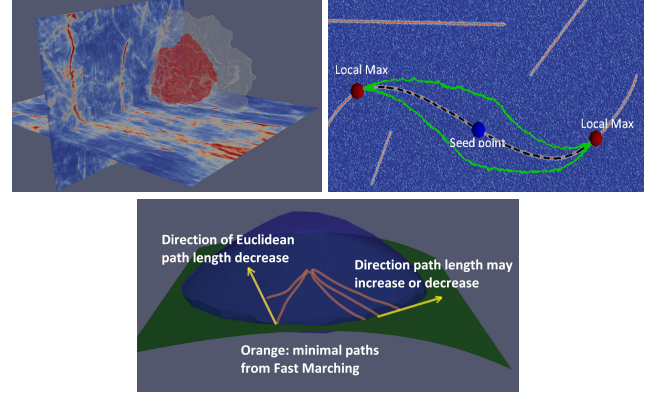 Local Max
Local Max
Seed point
Direction of Euclidean
path length decrease
Direction path length may
increase or decrease
Orange: minimal paths
from Fast Marching